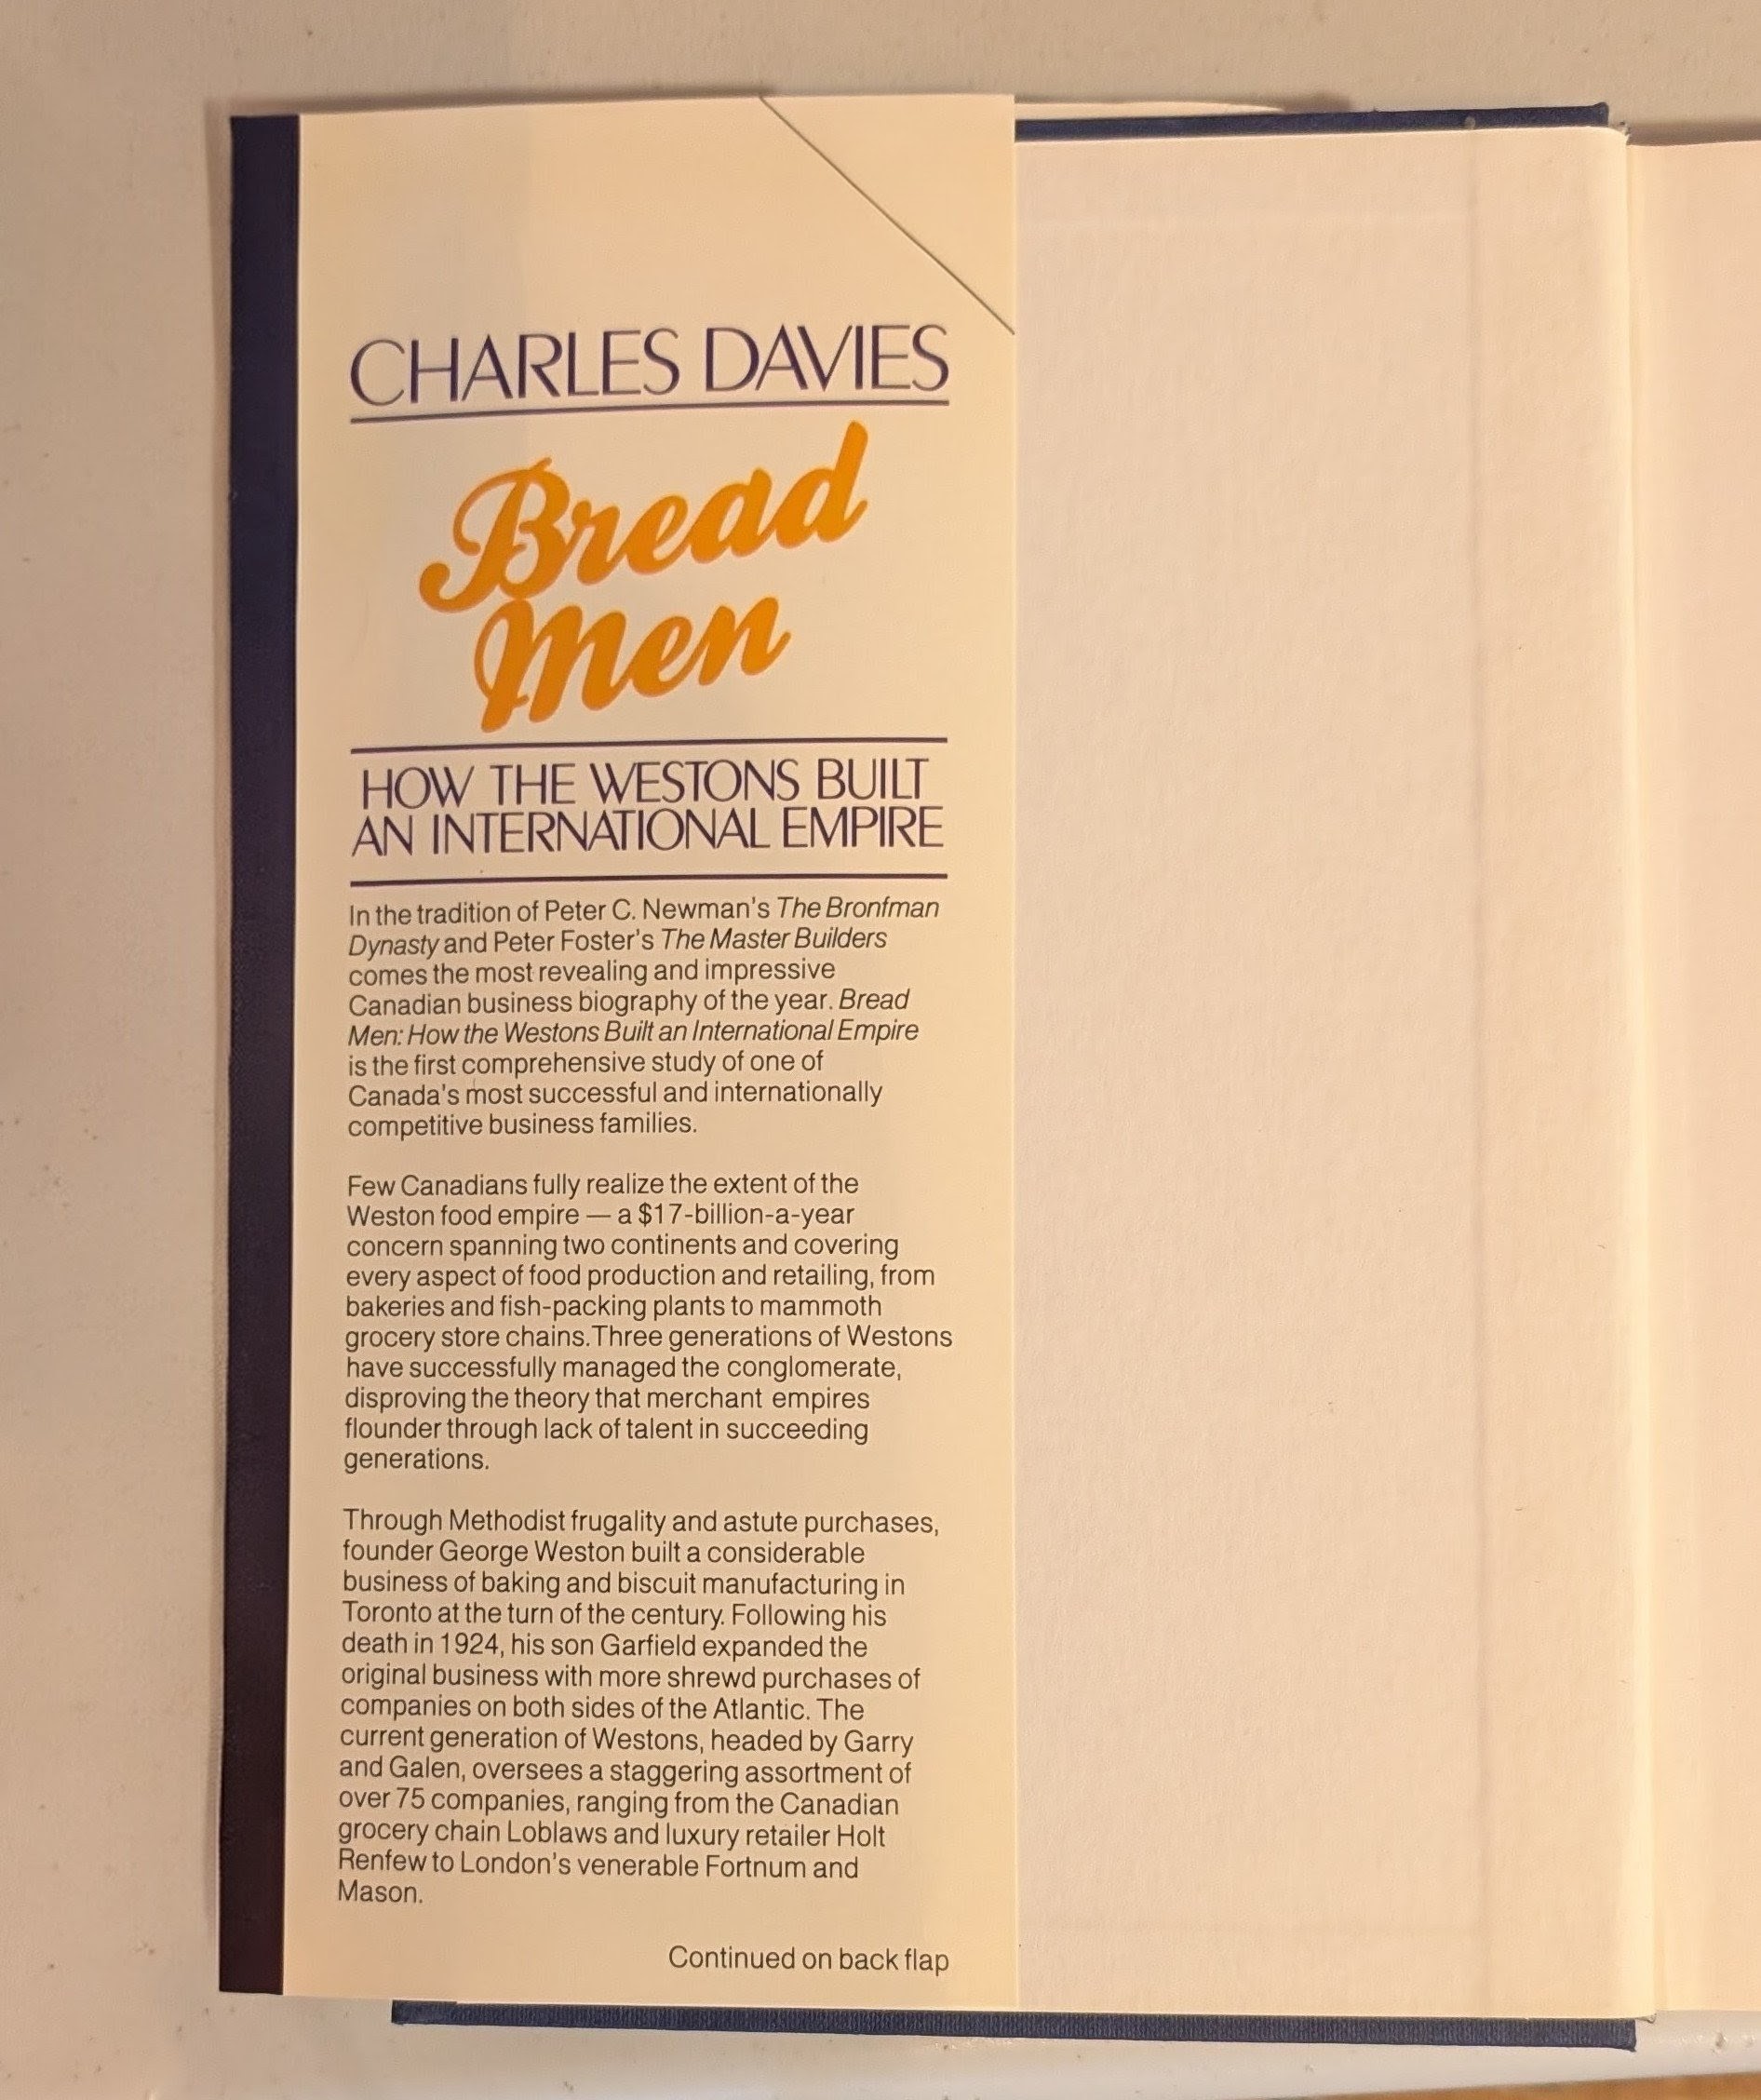 CHARLES DAVIES
Bread
Men
HOW THE WESTONS BUILT
AN INTERNATIONAL EMPIRE
In the tradition of Peter C. Newman's The Bronfman
Dynasty and Peter Foster's The Master Builders
comes the most revealing and impressive
Canadian business biography of the year. Bread
Men: How the Westons Built an International Empire
is the first comprehensive study of one of
Canada's most successful and internationally
competitive business families.
Few Canadians fully realize the extent of the
Weston food empire — a $17-billion-a-year
concern spanning two continents and covering
every aspect of food production and retailing, from
bakeries and fish-packing plants to mammoth
grocery store chains.Three generations of Westons
have successfully managed the conglomerate,
disproving the theory that merchant empires
flounder through lack of talent in succeeding
generations.
Through Methodist frugality and astute purchases,
founder George Weston built a considerable
business of baking and biscuit manufacturing in
Toronto at the turn of the century. Following his
death in 1924, his son Garfield expanded the
original business with more shrewd purchases of
companies on both sides of the Atlantic. The
current generation of Westons, headed by Garry
and Galen, oversees a staggering assortment of
over 75 companies, ranging from the Canadian
grocery chain Loblaws and luxury retailer Holt
Renfew to London's venerable Fortnum and
Mason.
Continued on back flap